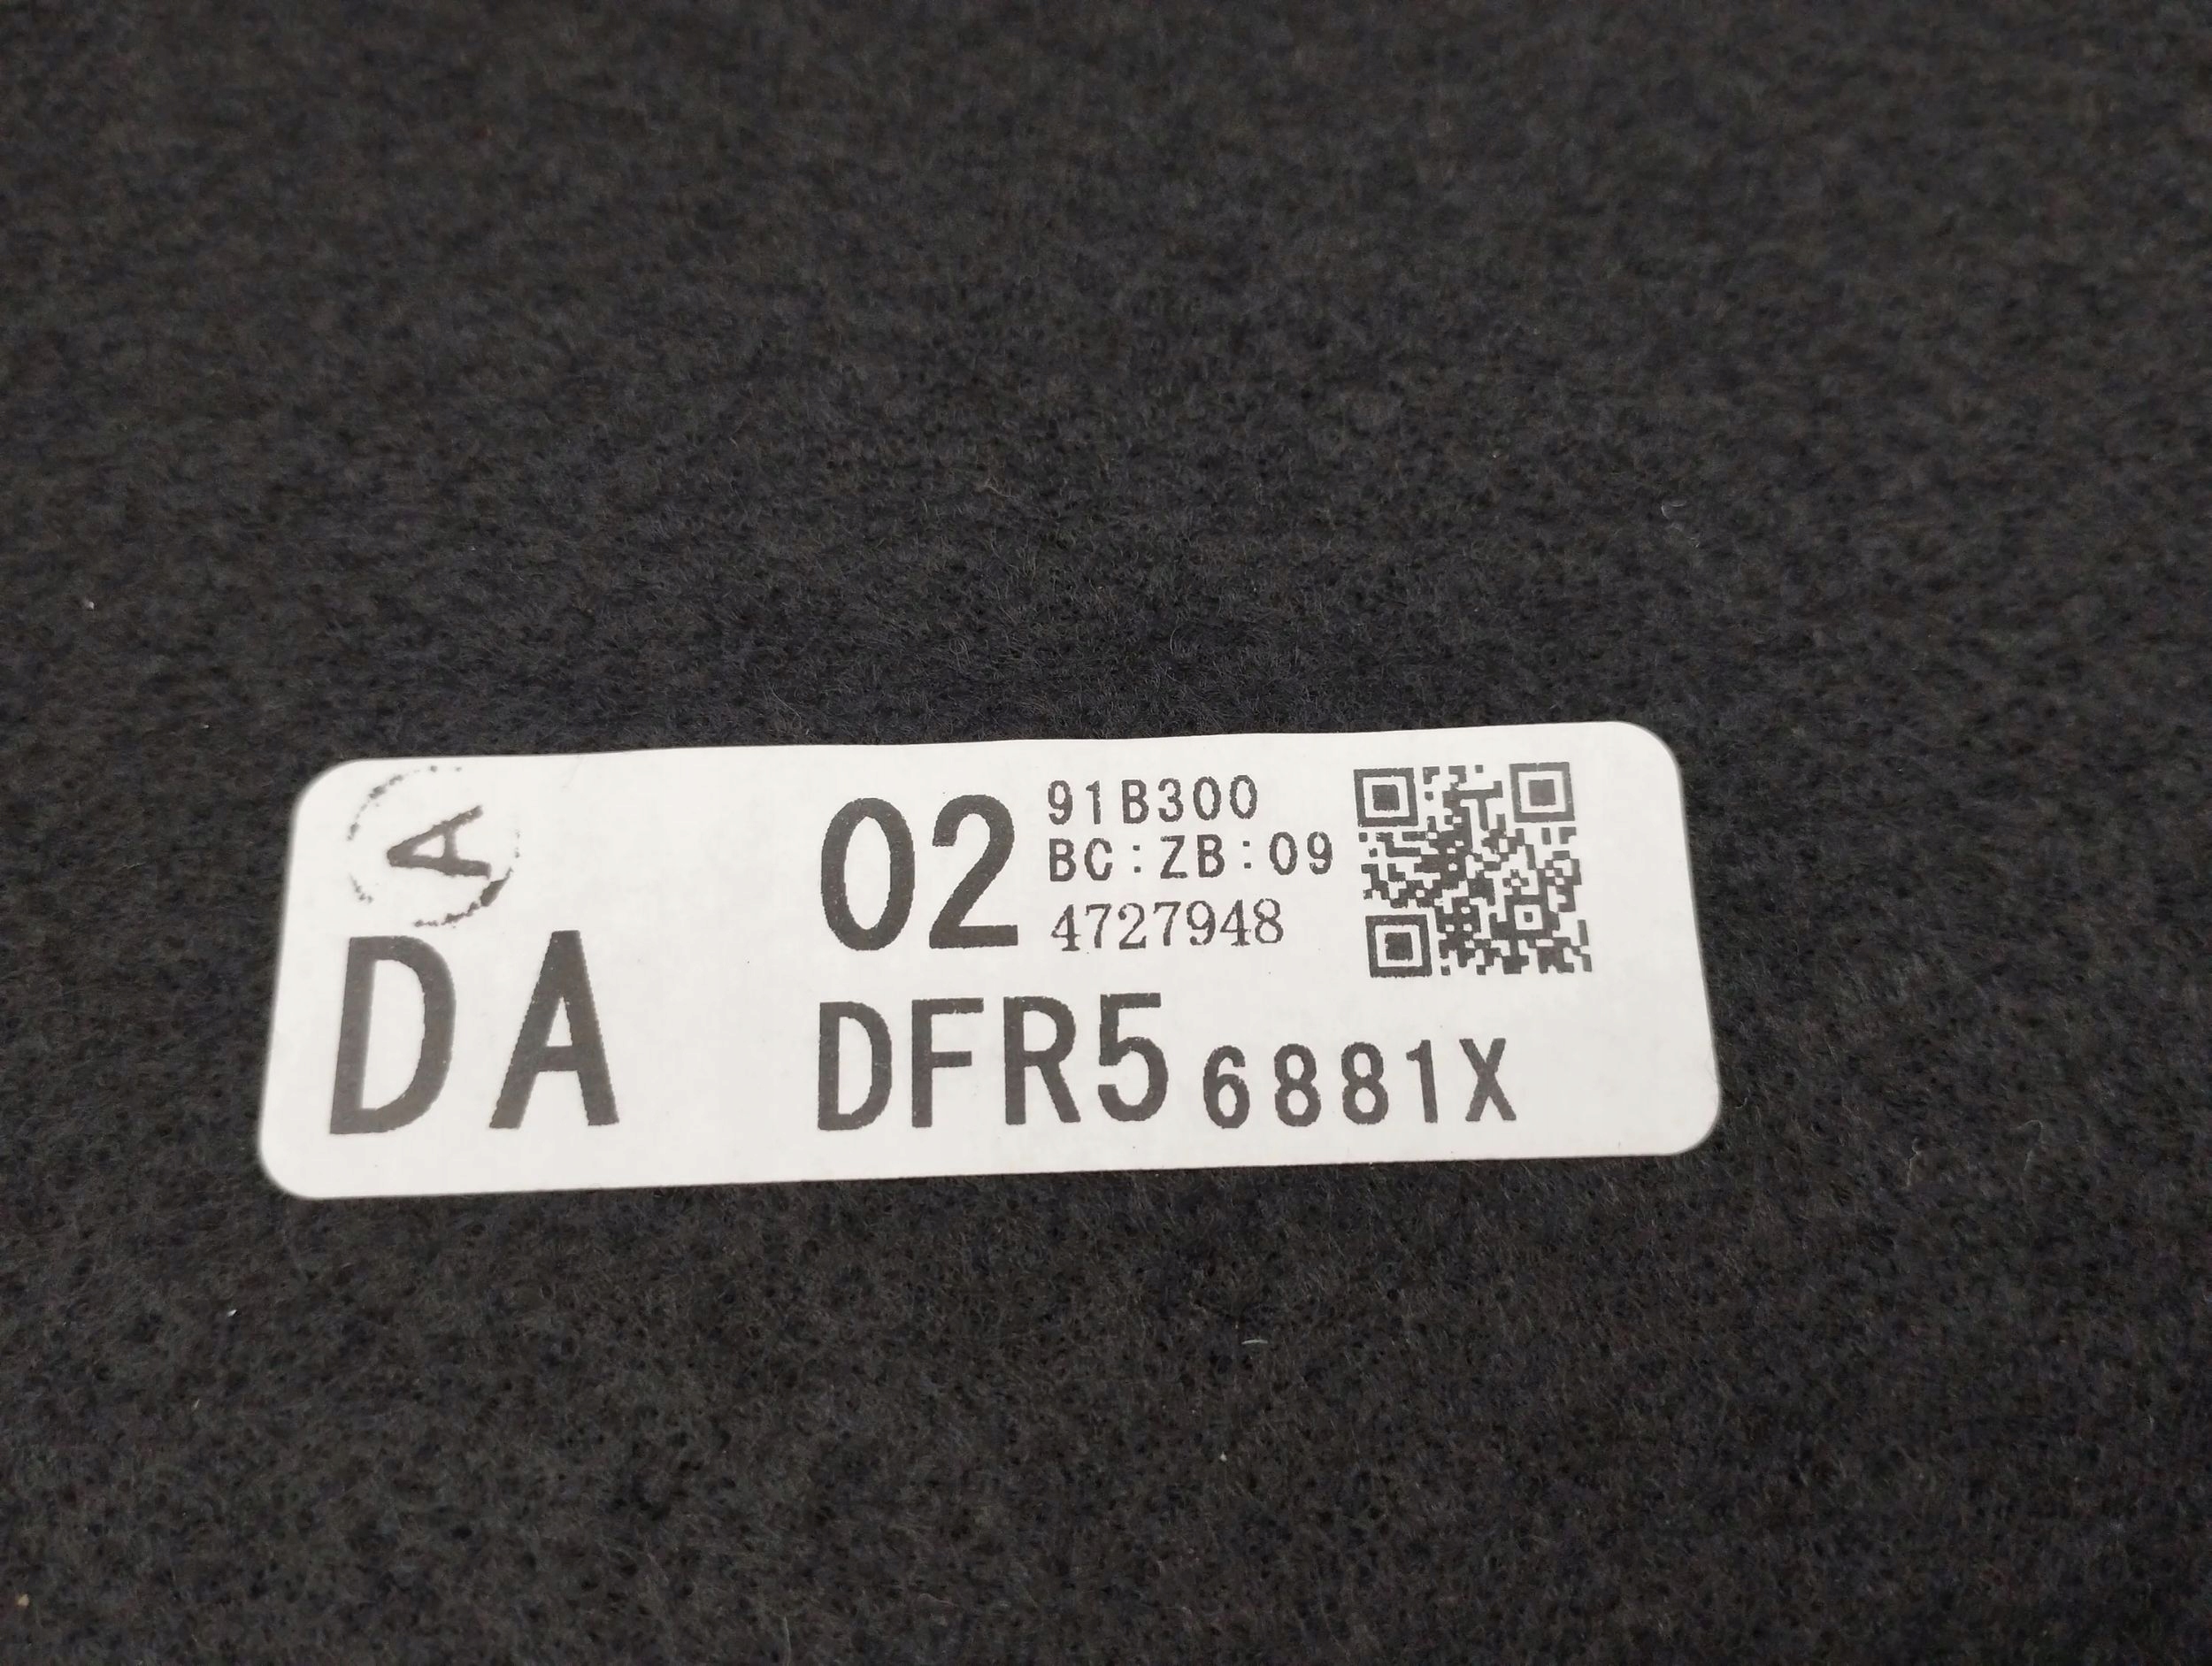 A
DA
02
91B300
BC:ZB:09
4727948
DFR5 6881X